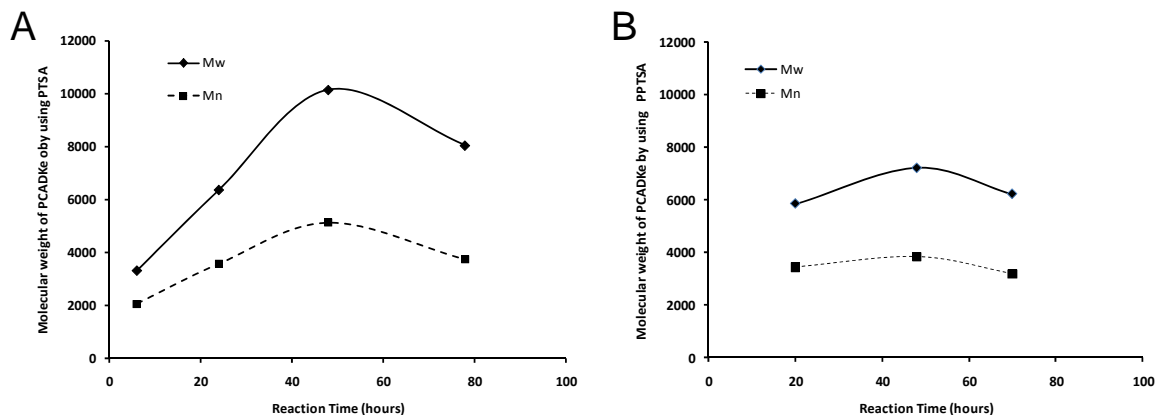 A
Molecular weight of PCADKe oby using PTSA
12000
10000
8000
6000
4000
2000
0
Mw
Mn
0 20 40 60 80 100
Reaction Time (hours)
B
Molecular weight of PCADKe by using PPTSA
12000
10000
8000
6000
4000
2000
0
Mw
Mn
0 20 40 60 80 100
Reaction Time (hours)